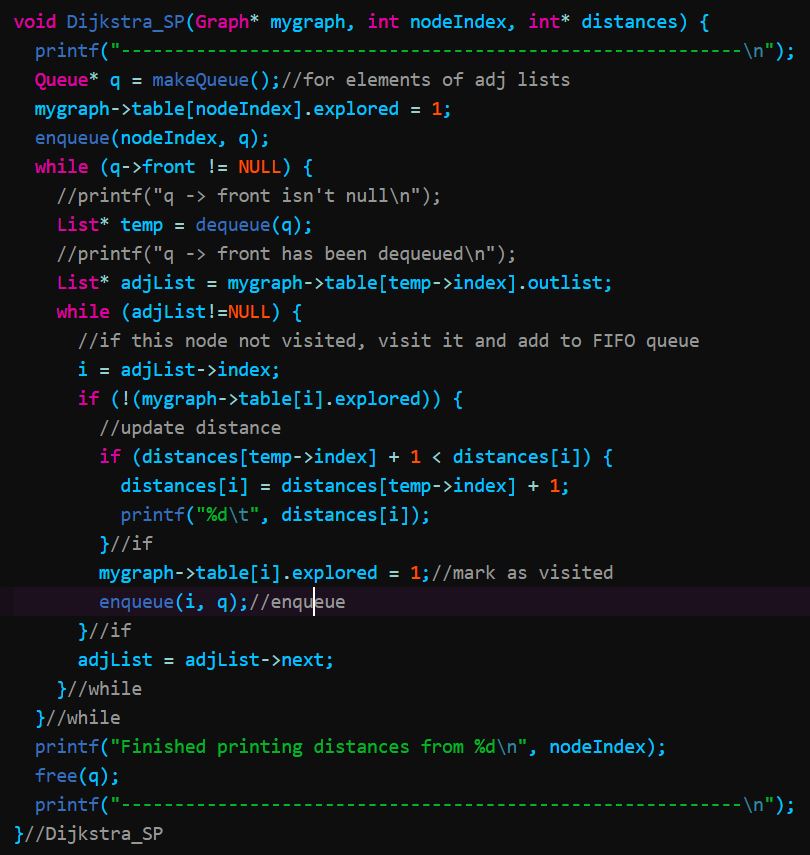 void Dijkstra_SP(Graph* mygraph, int nodeIndex, int* distances) {
  printf("----------------------------------------------------------\n");
  Queue* q = makeQueue();//for elements of adj lists
  mygraph->table[nodeIndex].explored = 1;
  enqueue(nodeIndex, q);
  while (q->front != NULL) {
    //printf("q -> front isn't null\n");
    List* temp = dequeue(q);
    //printf("q -> front has been dequeued\n");
    List* adjList = mygraph->table[temp->index].outlist;
    while (adjList!=NULL) {
      //if this node not visited, visit it and add to FIFO queue
      i = adjList->index;
      if (!(mygraph->table[i].explored)) {
        //update distance
        if (distances[temp->index] + 1 < distances[i]) {
          distances[i] = distances[temp->index] + 1;
          printf("%d\t", distances[i]);
        }//if
        mygraph->table[i].explored = 1;//mark as visited
        enqueue(i, q);//enqueue
      }//if
      adjList = adjList->next;
    }//while
  }//while
  printf("Finished printing distances from %d\n", nodeIndex);
  free(q);
  printf("----------------------------------------------------------\n");
}//Dijkstra_SP